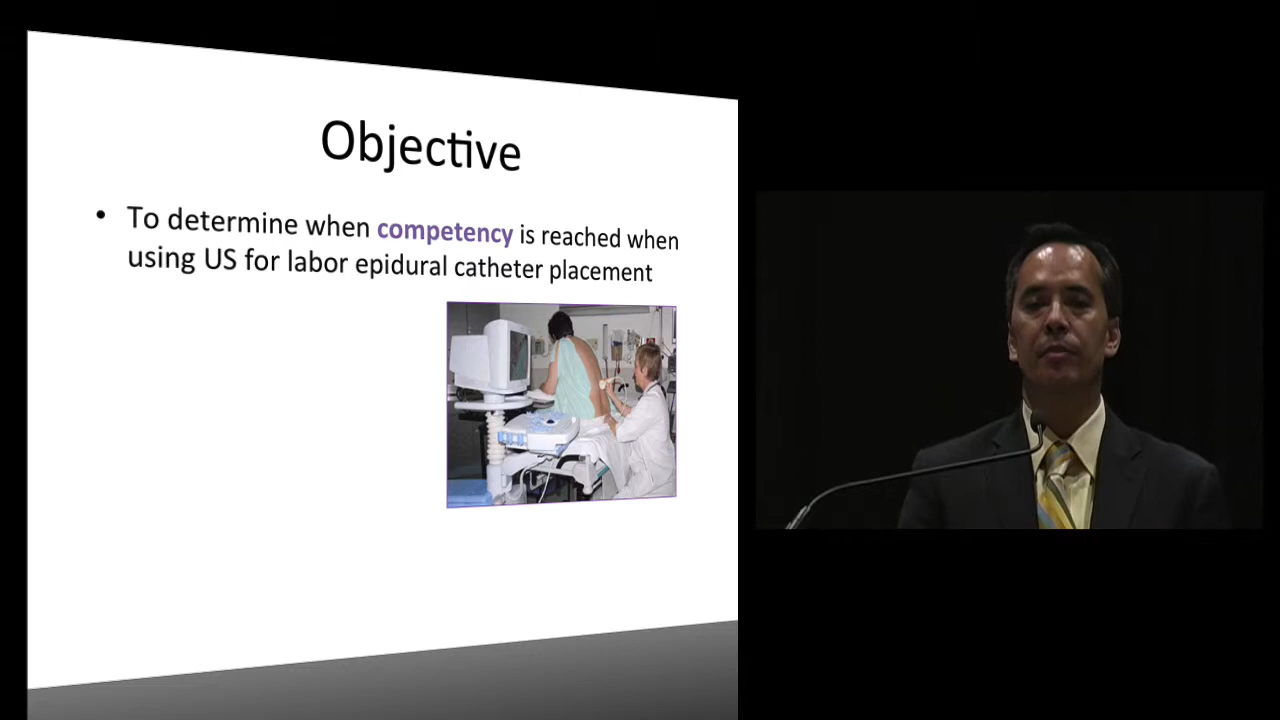 Objective
• To determine when competency is reached when
using US for labor epidural catheter placement